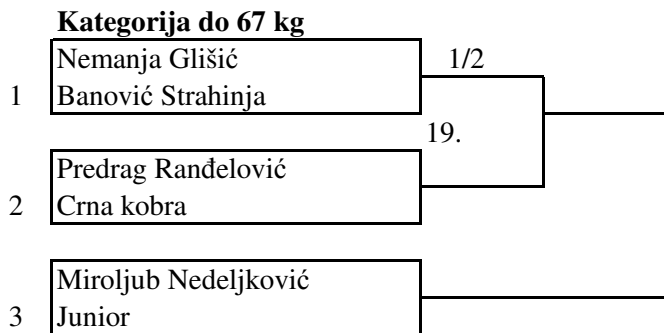 Kategorija do 67 kg
Nemanja Glišić
1/2
1 Banović Strahinja
19.
Predrag Ranđelović
2 Crna kobra
Miroljub Nedeljković
3 Junior